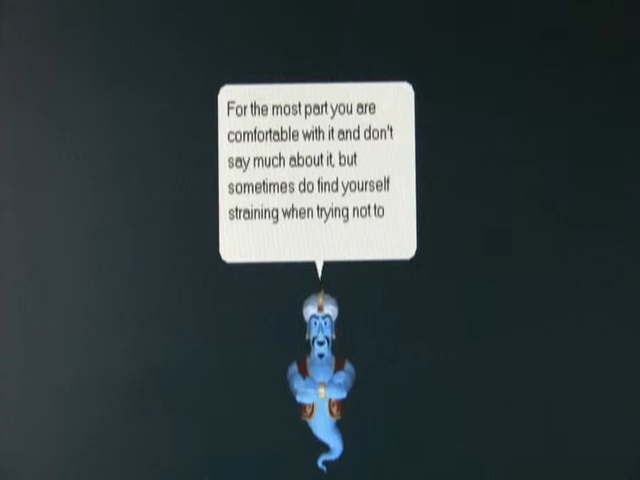 For the most part you are
comfortable with it and don't
say much about it, but
sometimes do find yourself
straining when trying not to